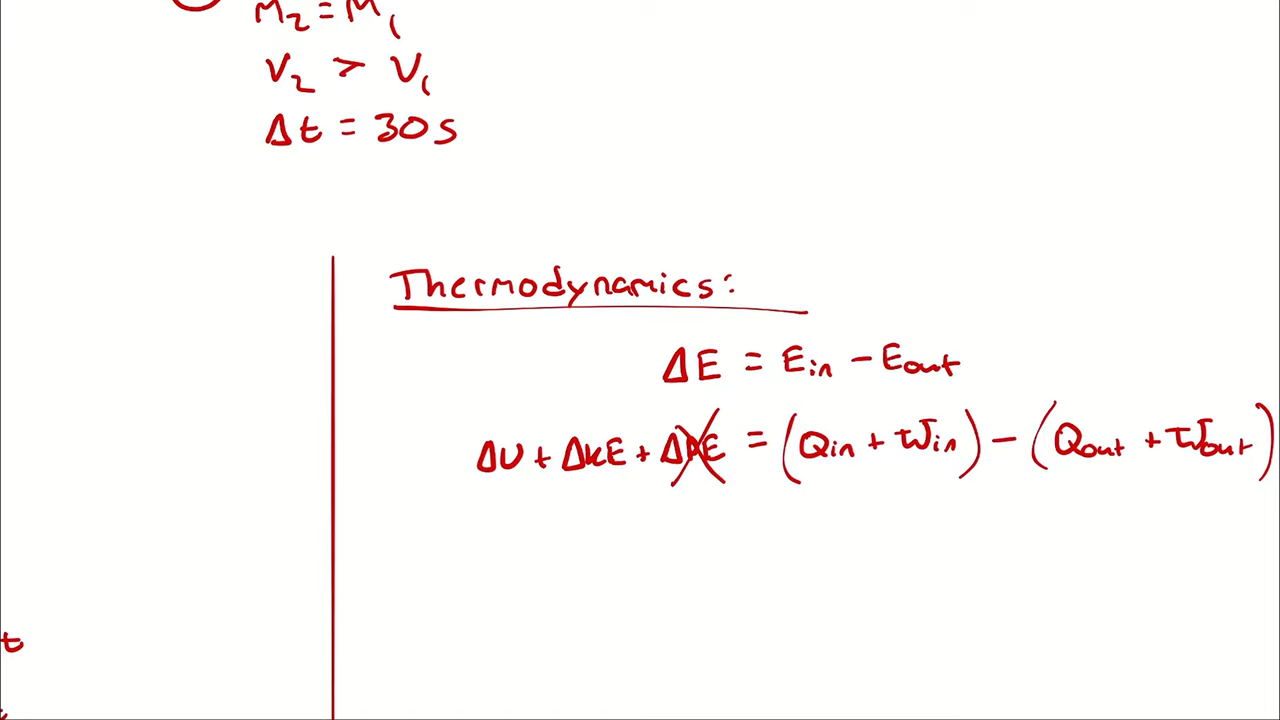 m₂ = m₁
V₂ > V₁
Δt = 30s
Thermodynamics:
ΔE = Ein - Eout
ΔU + ΔKE + ΔPE = (Qin + Win) - (Qout + Wout)
t